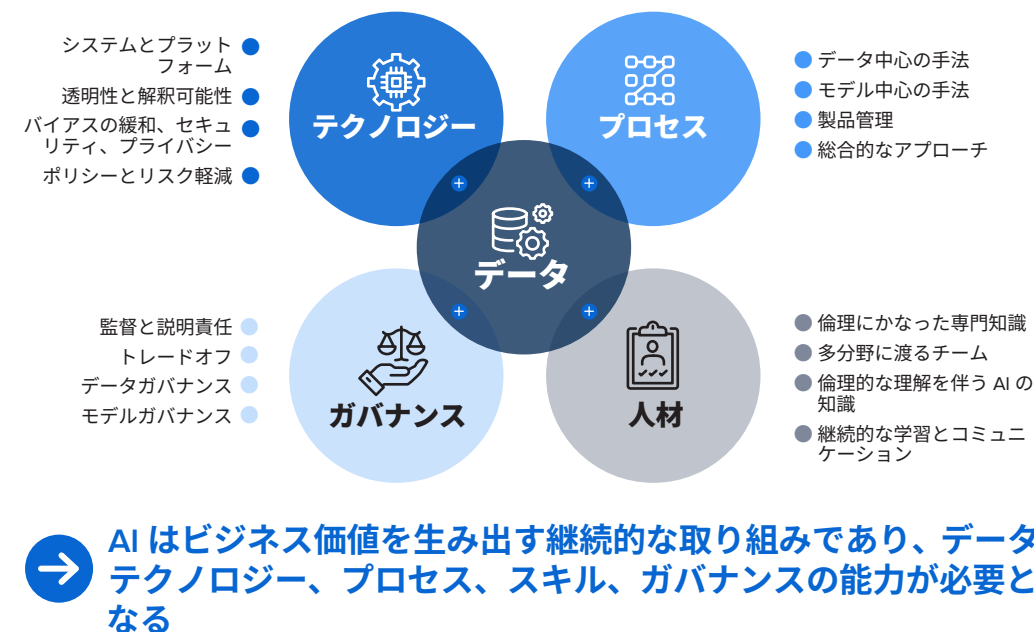 システムとプラット
フォーム
透明性と解釈可能性
バイアスの緩和、セキュ
リティ、プライバシー
ポリシーとリスク軽減
テクノロジー
プロセス
データ中心の手法
モデル中心の手法
製品管理
総合的なアプローチ
データ
監督と説明責任
トレードオフ
データガバナンス
モデルガバナンス
ガバナンス
人材
倫理にかなった専門知識
多分野に渡るチーム
倫理的な理解を伴う AI の
知識
継続的な学習とコミュニ
ケーション
AI はビジネス価値を生み出す継続的な取り組みであり、データ
テクノロジー、プロセス、スキル、ガバナンスの能力が必要と
なる